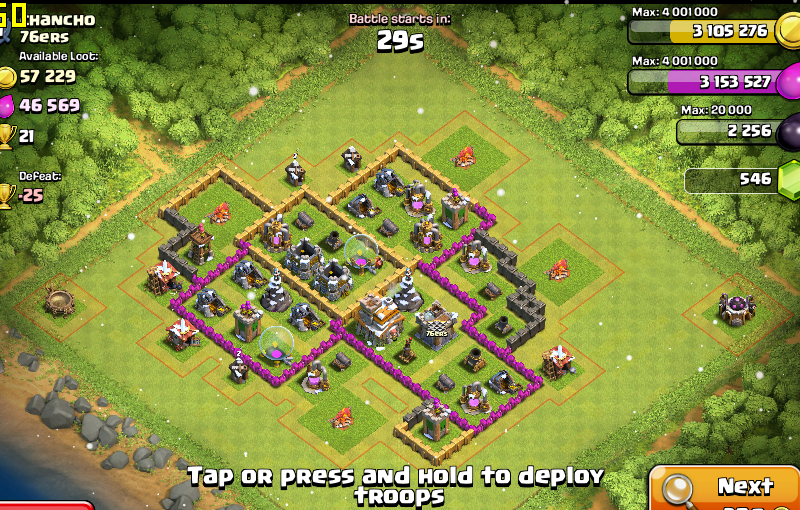 60
CHANCHO
76ers
Available Loot:
57 229
46 569
21
Defeat:
-25
Battle starts in:
29s
Max: 4 001 000
3 105 276
Max: 4 001 000
3 153 527
Max: 20 000
2 256
546
76ERS
Tap or press and hold to deploy
troops
Next